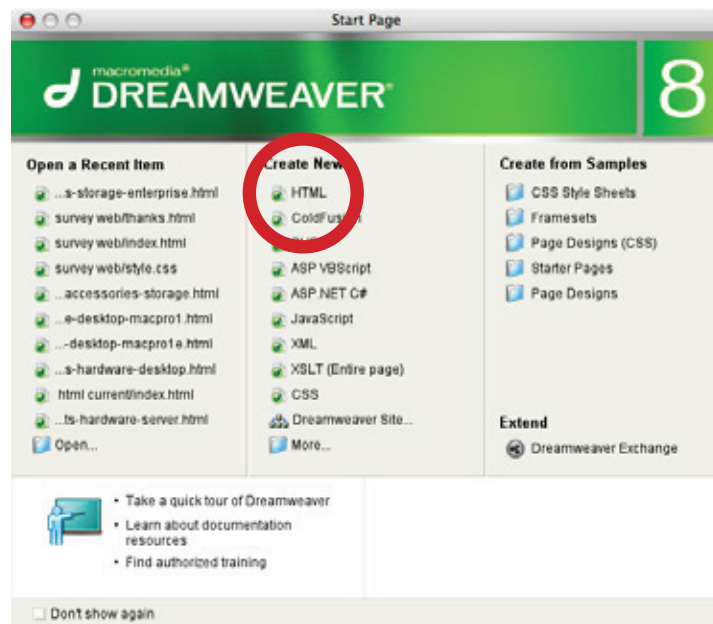 Start Page
macromedia®
DREAMWEAVER®
8
Open a Recent Item
...s-storage-enterprise.html
survey web/thanks.html
survey web/index.html
survey web/style.css
...accessories-storage.html
...e-desktop-macpro1.html
...-desktop-macpro1e.html
...s-hardware-desktop.html
html current/index.html
...ts-hardware-server.html
Open...
Create New
HTML
ColdFusion
ASP VBScript
ASP.NET C#
JavaScript
XML
XSLT (Entire page)
CSS
Dreamweaver Site...
More...
Create from Samples
CSS Style Sheets
Framesets
Page Designs (CSS)
Starter Pages
Page Designs
Extend
Dreamweaver Exchange
• Take a quick tour of Dreamweaver
• Learn about documentation
resources
• Find authorized training
Don't show again